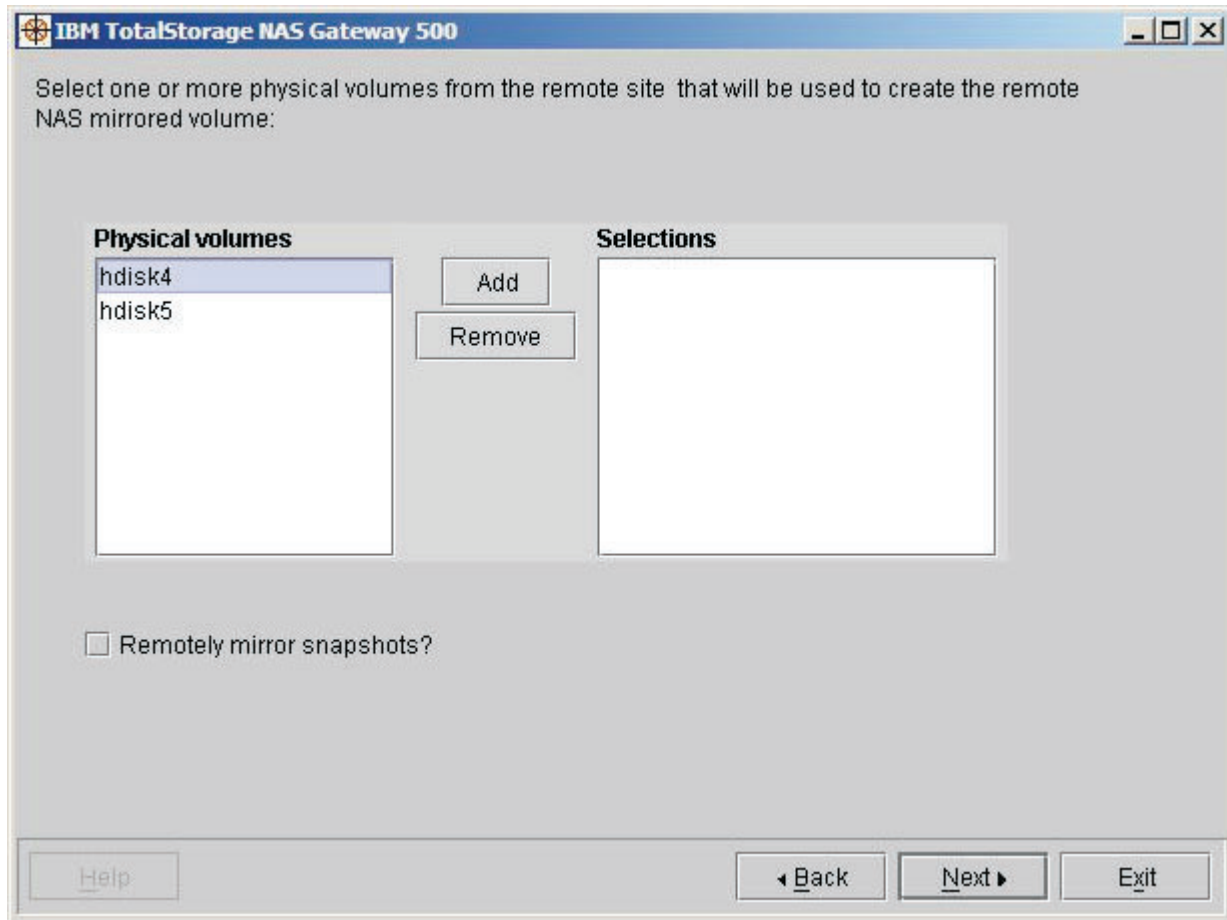 IBM TotalStorage NAS Gateway 500
Select one or more physical volumes from the remote site that will be used to create the remote
NAS mirrored volume:
Physical volumes
hdisk4
hdisk5
Add
Remove
Selections
Remotely mirror snapshots?
Help
Back
Next
Exit